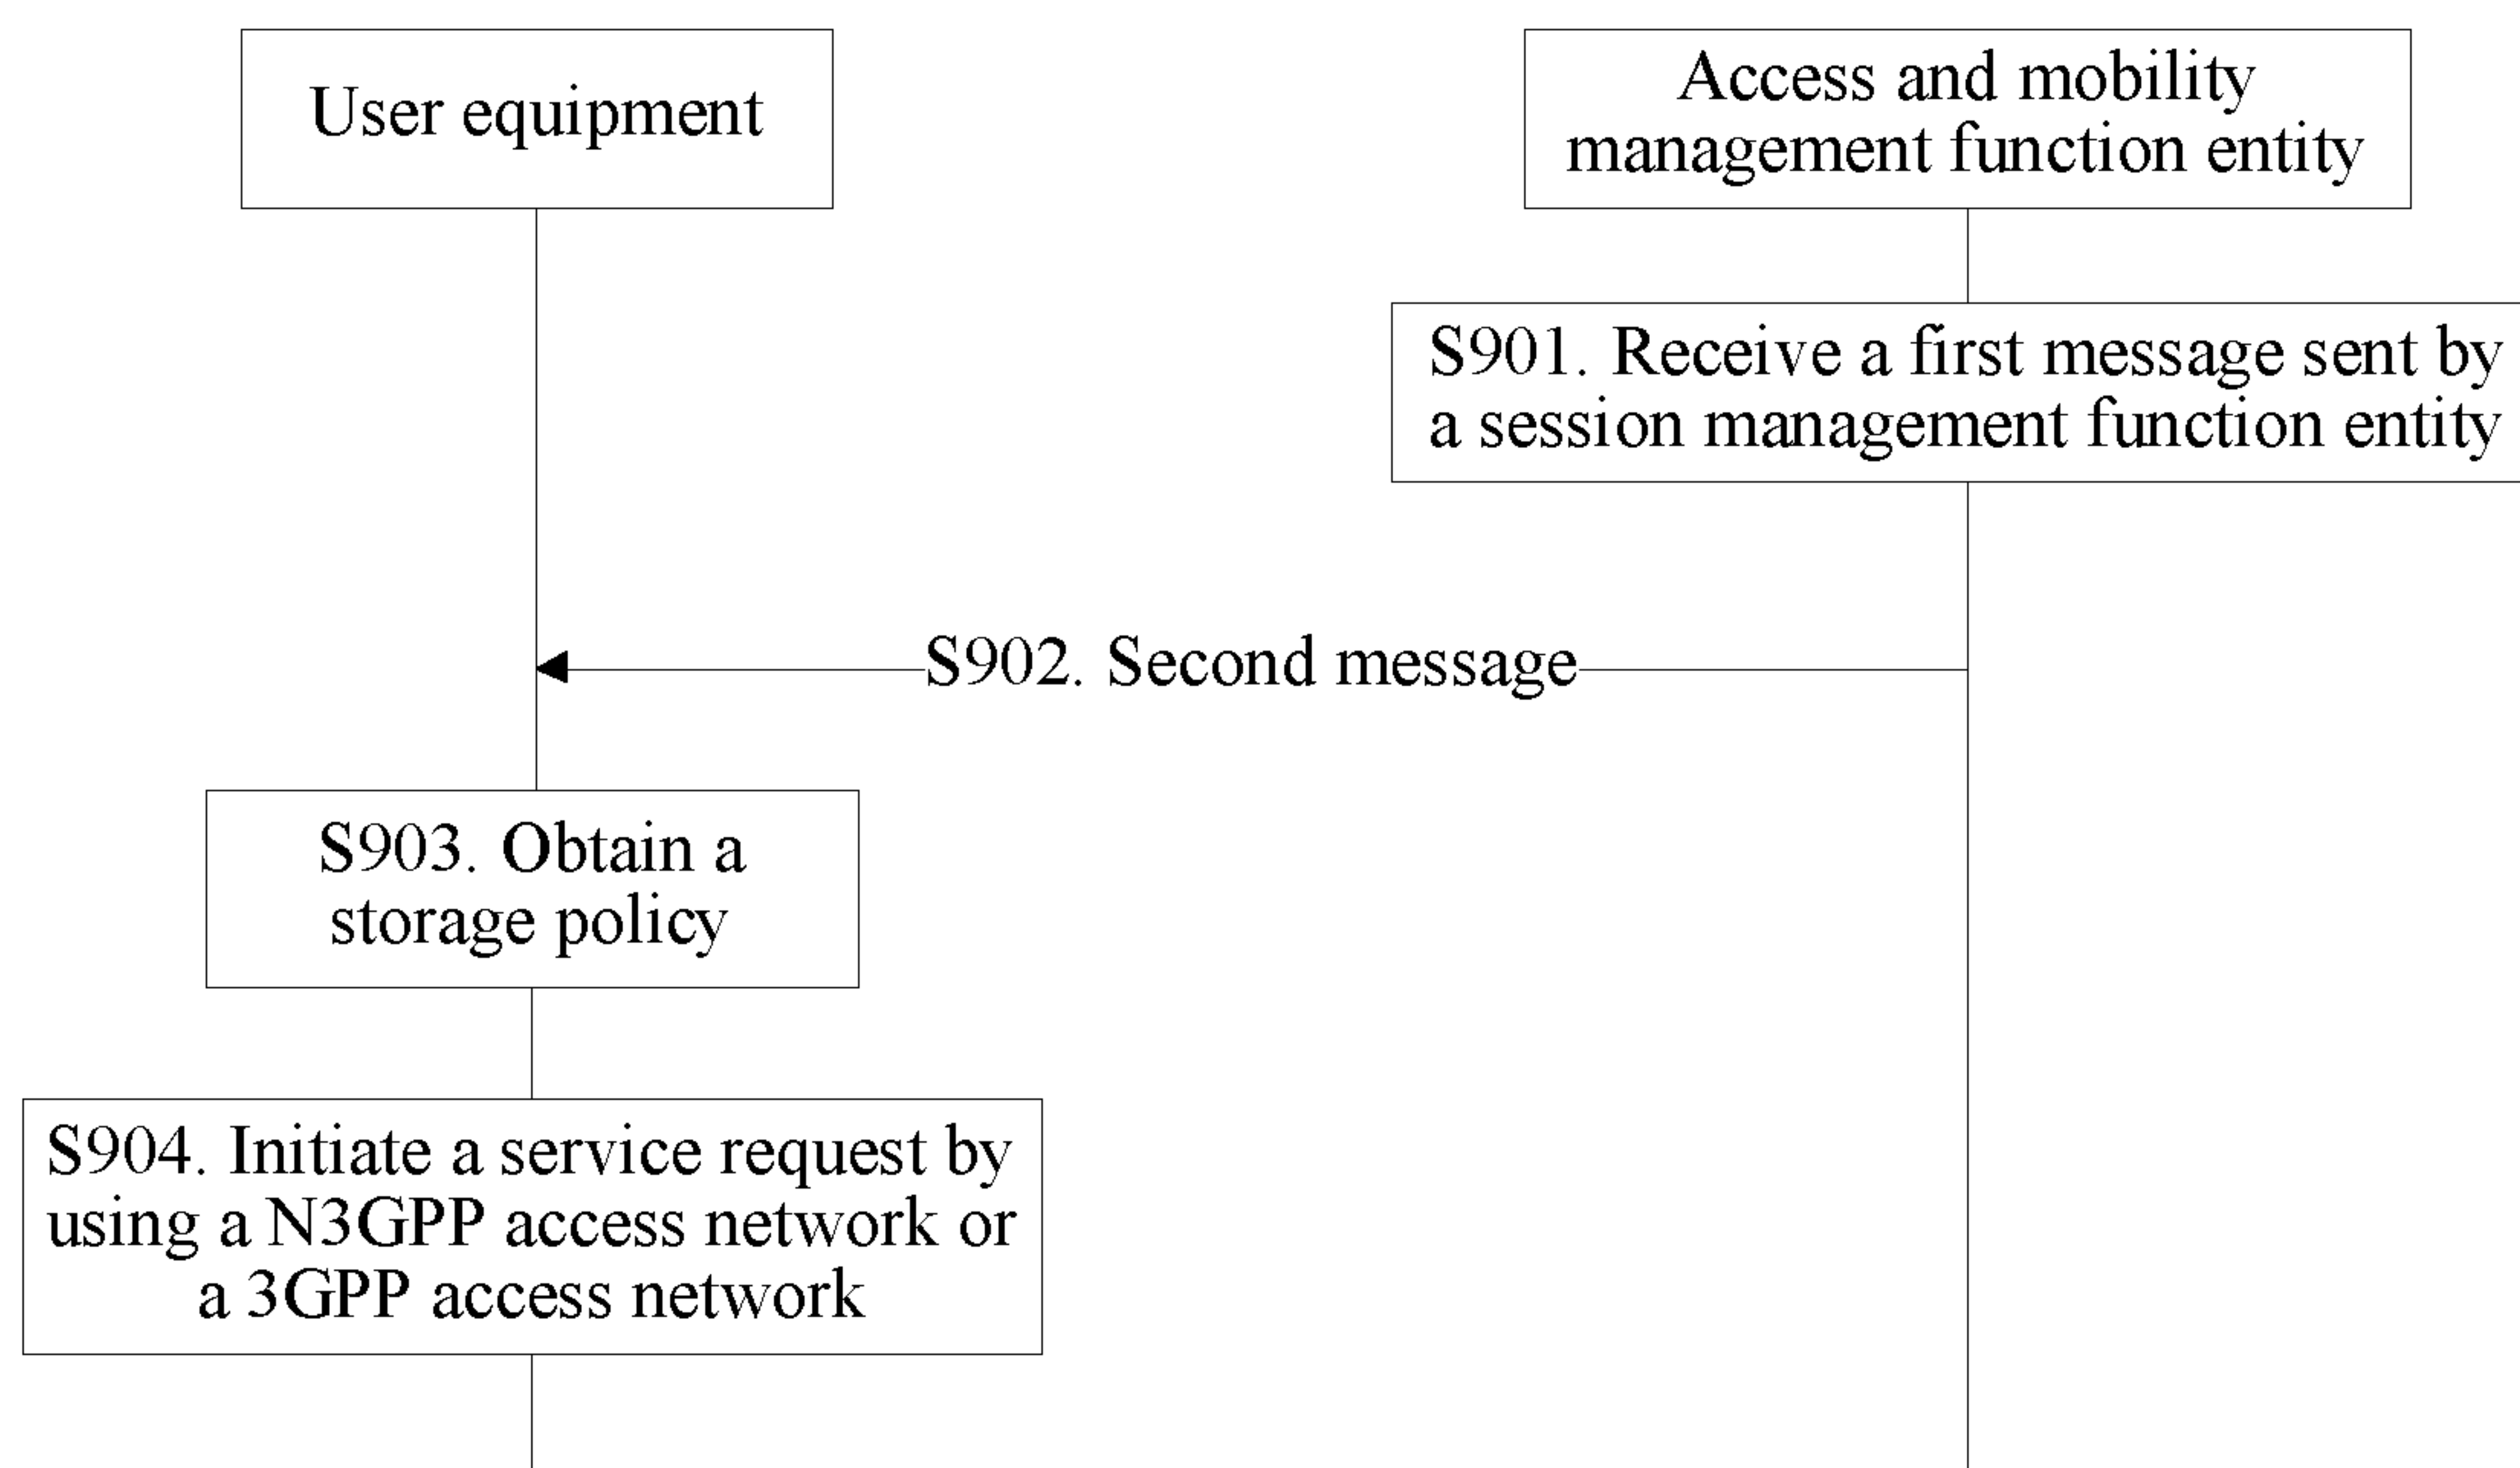 User equipment
Access and mobility
management function entity
S901. Receive a first message sent by
a session management function entity
S902. Second message
S903. Obtain a
storage policy
S904. Initiate a service request by
using a N3GPP access network or
a 3GPP access network